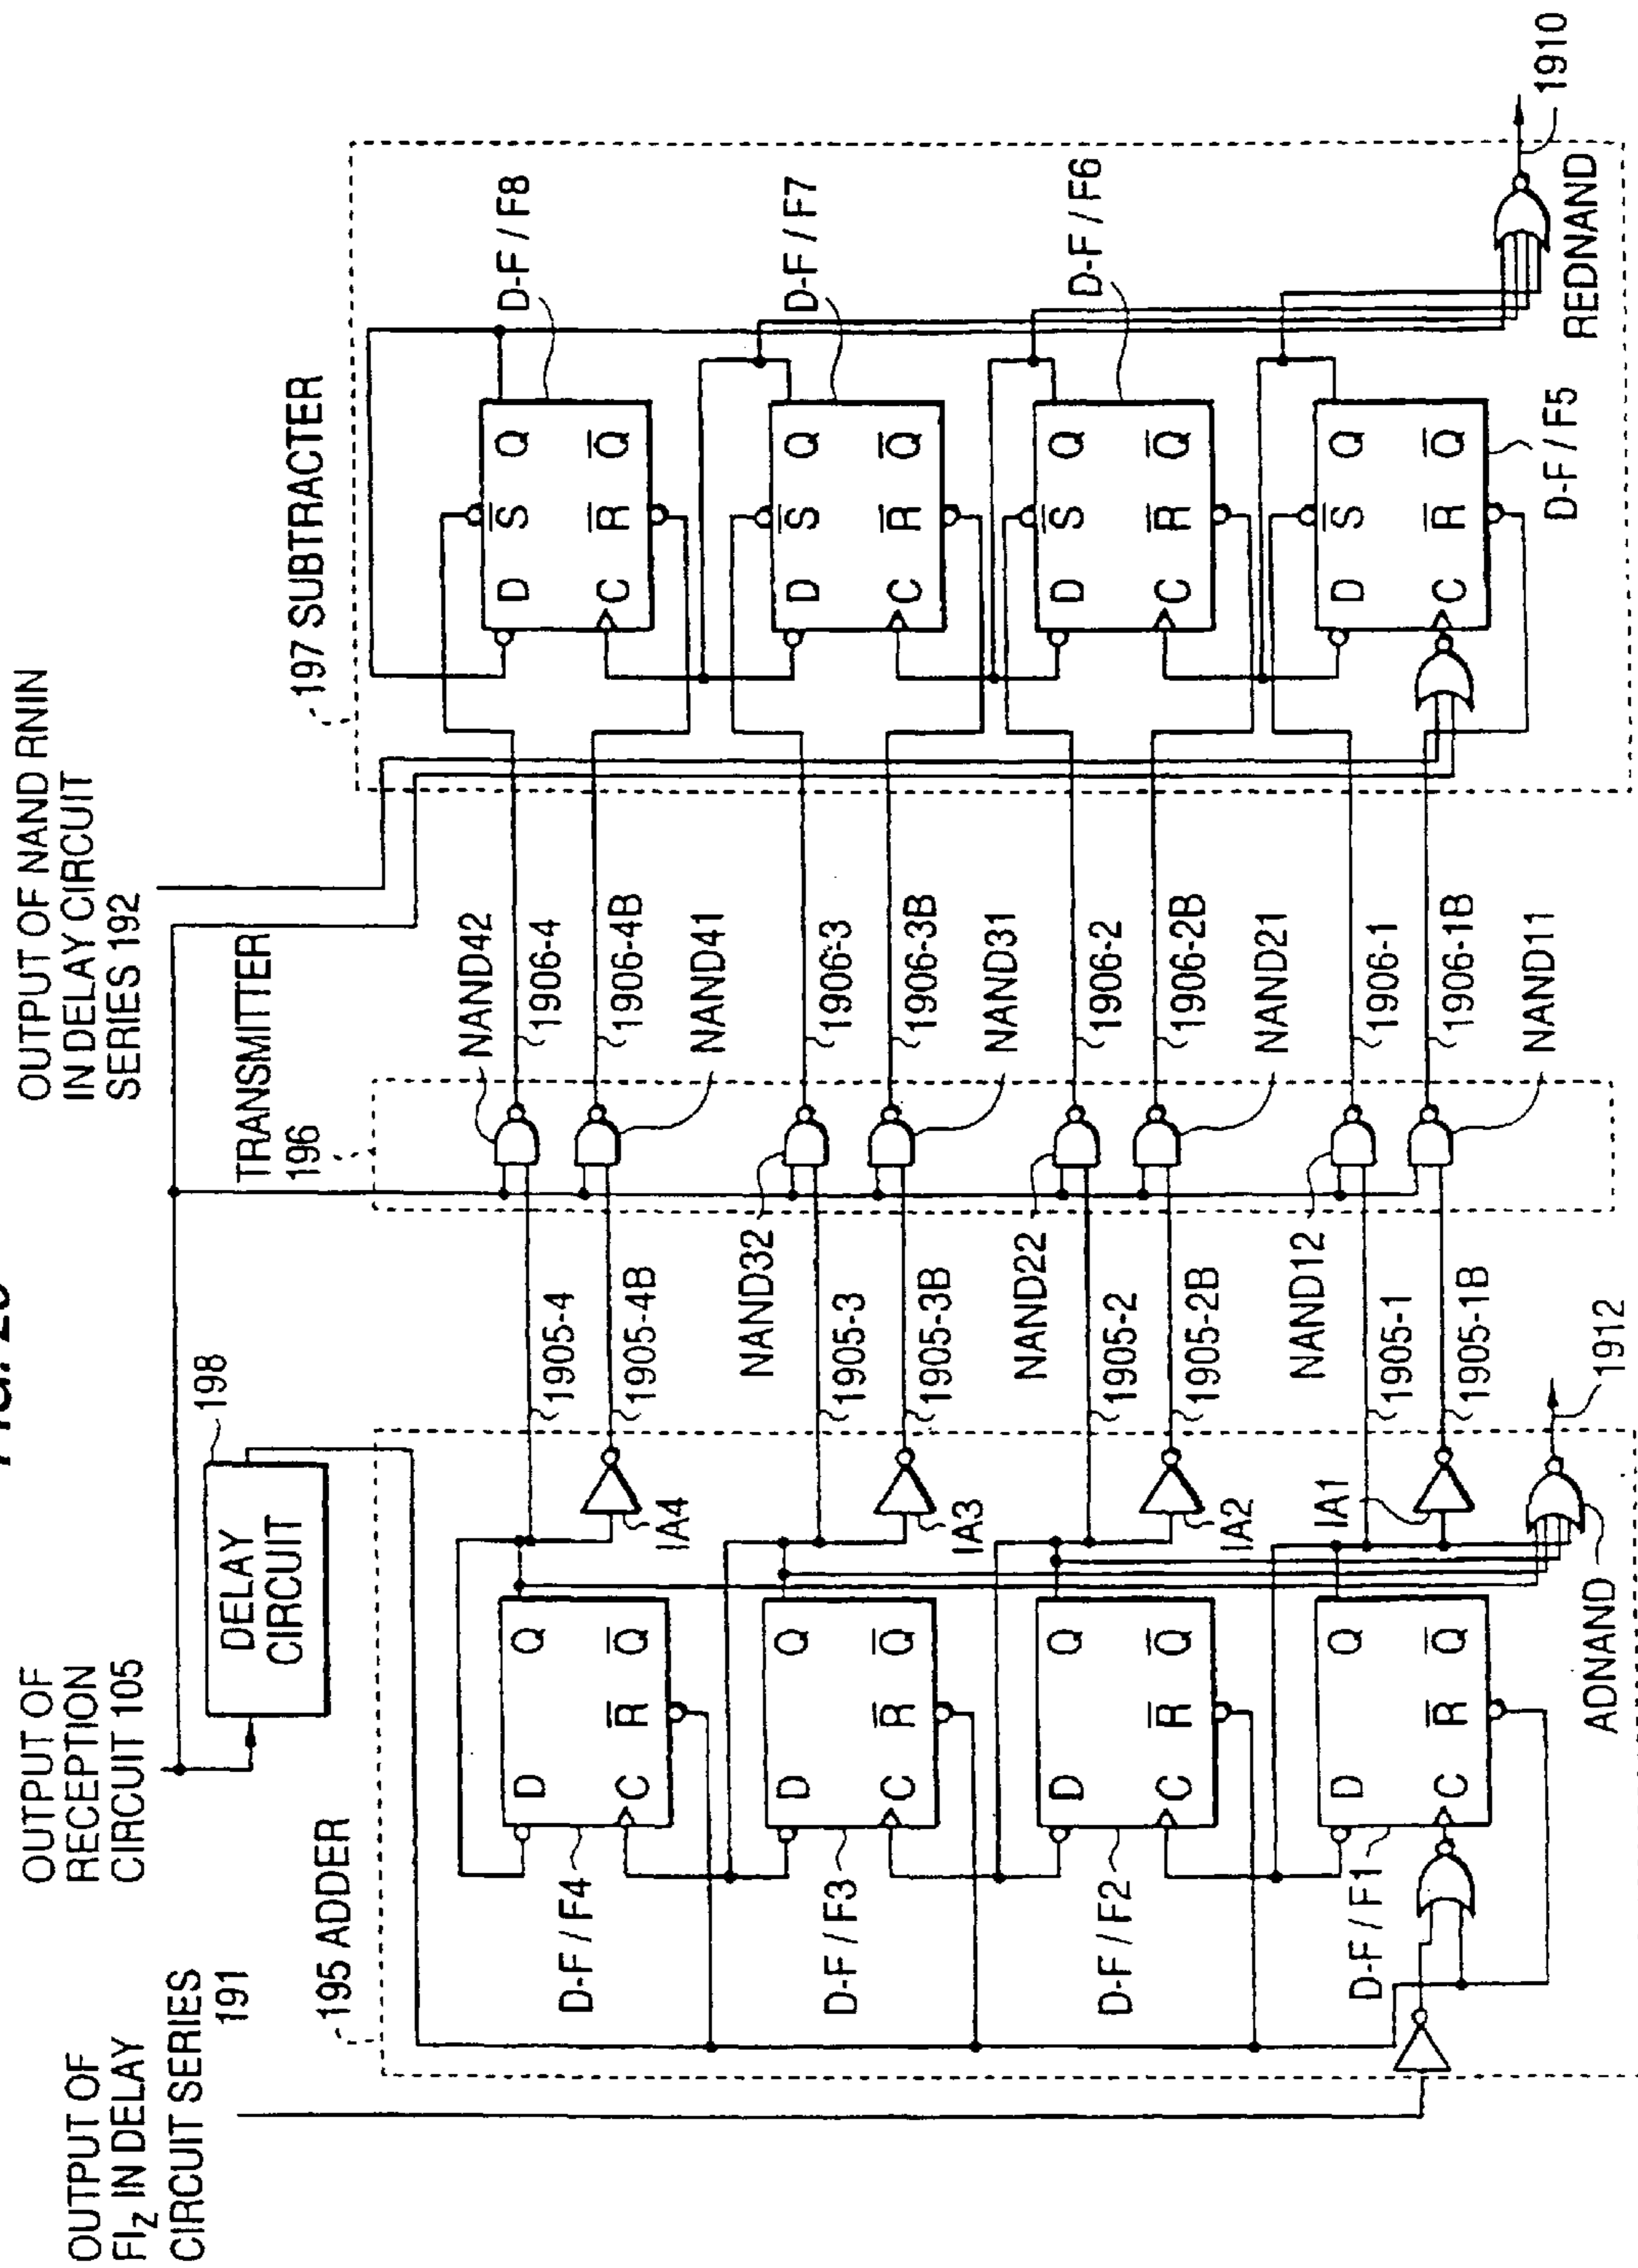 OUTPUT OF
FIZ IN DELAY
CIRCUIT SERIES
191
OUTPUT OF
RECEPTION
CIRCUIT 105
OUTPUT OF NAND RNIN
IN DELAY CIRCUIT
SERIES 192
198
DELAY
CIRCUIT
TRANSMITTER
196
195 ADDER
197 SUBTRACTER
D Q
C R Q
D-F / F4
D Q
C R Q
D-F / F3
D Q
C R Q
D-F / F2
D Q
C R Q
D-F / F1
IA4
IA3
IA2
IA1
ADNAND
1912
1905-4
1905-4B
1905-3
1905-3B
1905-2
1905-2B
1905-1
1905-1B
NAND42
NAND41
NAND32
NAND31
NAND22
NAND21
NAND12
NAND11
1906-4
1906-4B
1906-3
1906-3B
1906-2
1906-2B
1906-1
1906-1B
D S Q
C R Q
D-F / F8
D S Q
C R Q
D-F / F7
D S Q
C R Q
D-F / F6
D S Q
C R Q
D-F / F5
REDNAND
1910